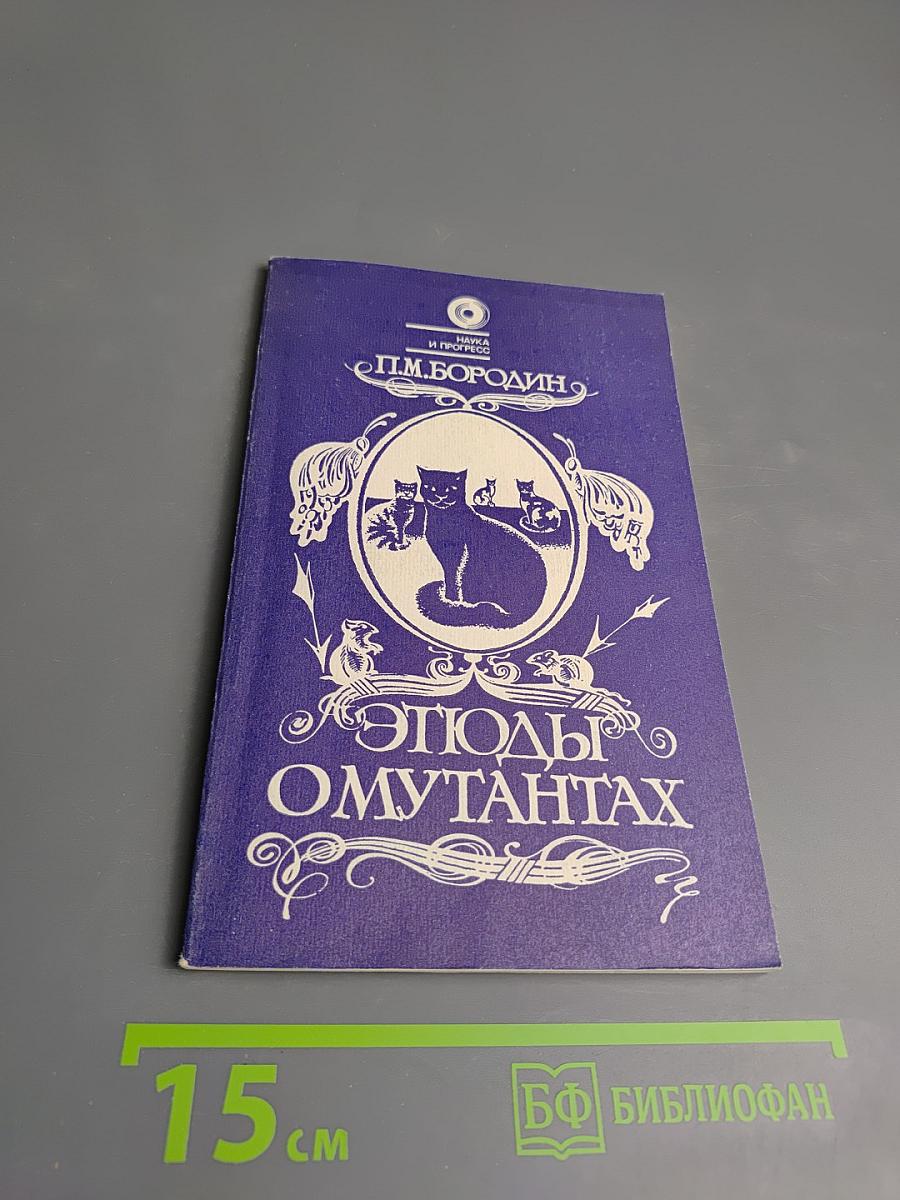 НАУКА
И ПРОГРЕСС
П.М.БОРОДИН
ЭТЮДЫ
О МУТАНТАХ
15 см
БФ БИБЛИОФАН